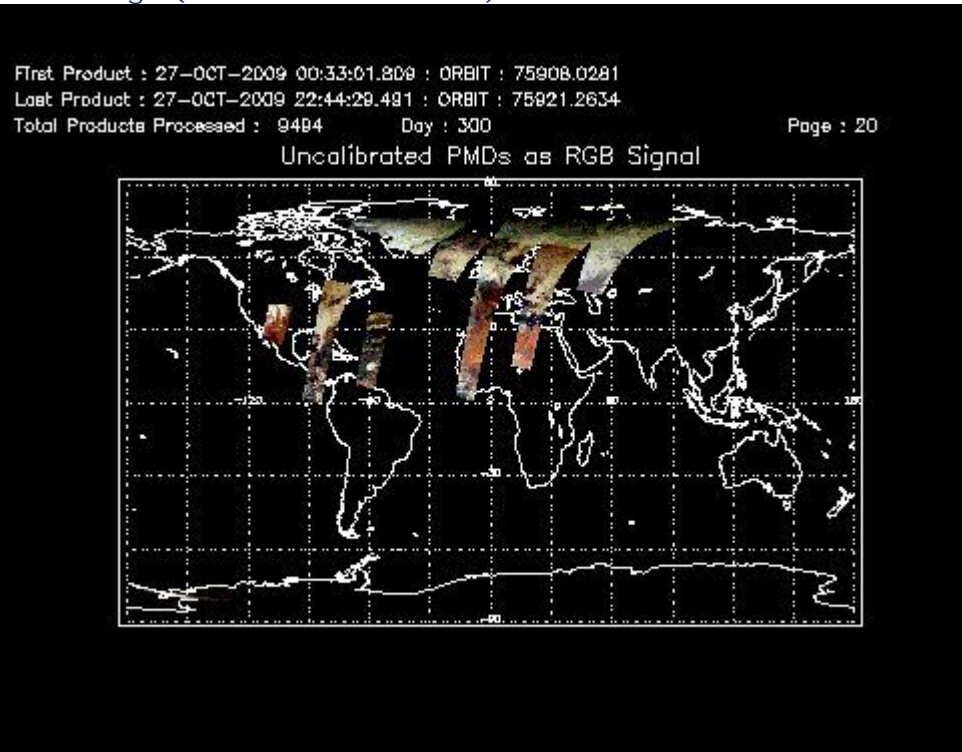 First Product : 27-OCT-2009 00:33:01.809 : ORBIT : 75908.0281
Last Product : 27-OCT-2009 22:44:29.491 : ORBIT : 75921.2634
Total Products Processed : 9494 Day : 300 Page : 20
Uncalibrated PMDs as RGB Signal